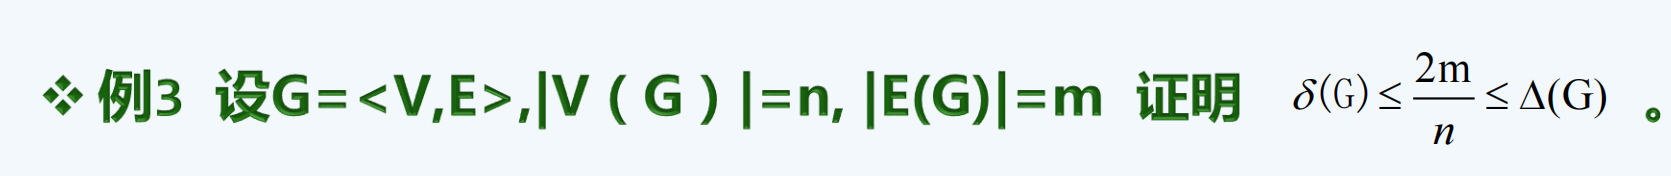 ❖ 例3 设G=<V,E>,|V（G）|=n, |E(G)|=m 证明 δ(G) ≤ 2m/n ≤ Δ(G) 。